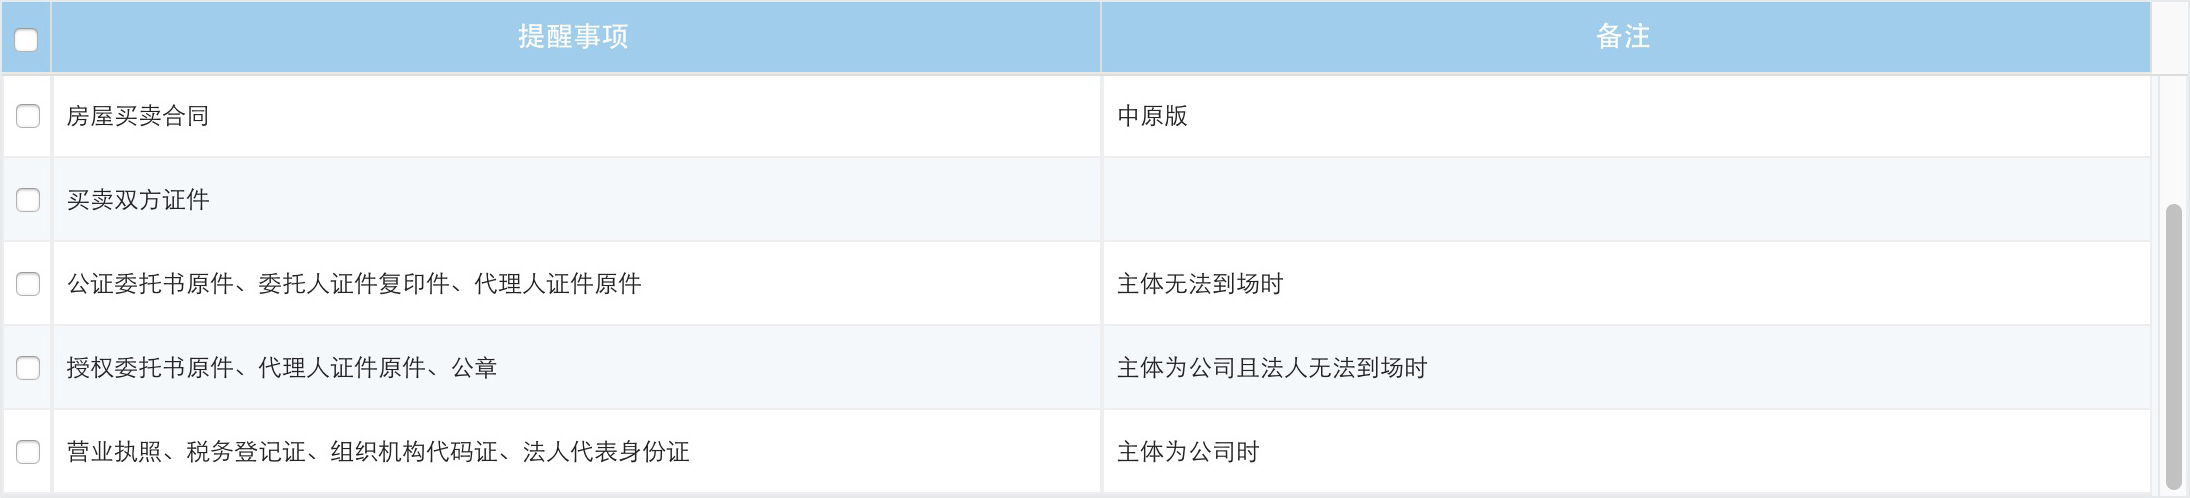 提醒事项 备注
房屋买卖合同 中原版
买卖双方证件
公证委托书原件、委托人证件复印件、代理人证件原件 主体无法到场时
授权委托书原件、代理人证件原件、公章 主体为公司且法人无法到场时
营业执照、税务登记证、组织机构代码证、法人代表身份证 主体为公司时